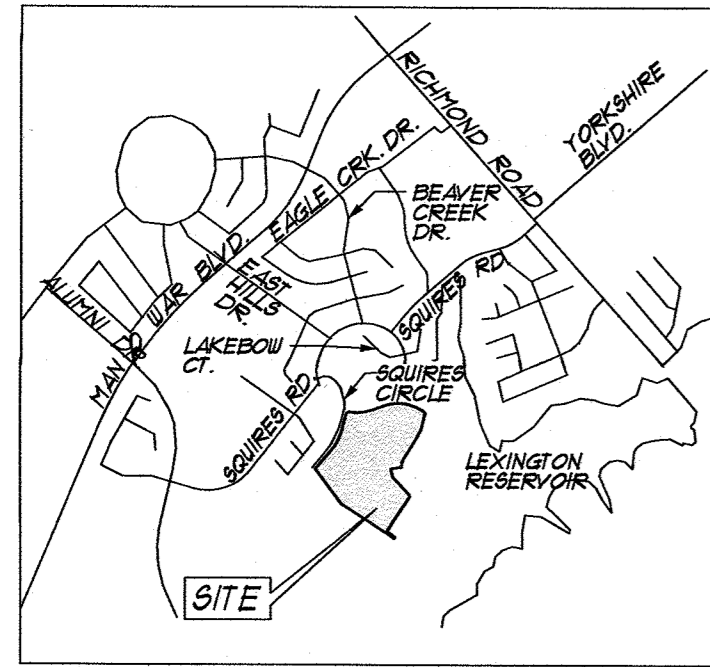 RICHMOND ROAD
YORKSHIRE
BLVD.
EAGLE CRK. DR.
BEAVER
CREEK
DR.
MAN O WAR BLVD.
EAST
HILLS
DR.
SQUIRES RD.
ALUMNI DR.
LAKEBOW
CT.
SQUIRES
CIRCLE
SQUIRES RD.
LEXINGTON
RESERVOIR
SITE